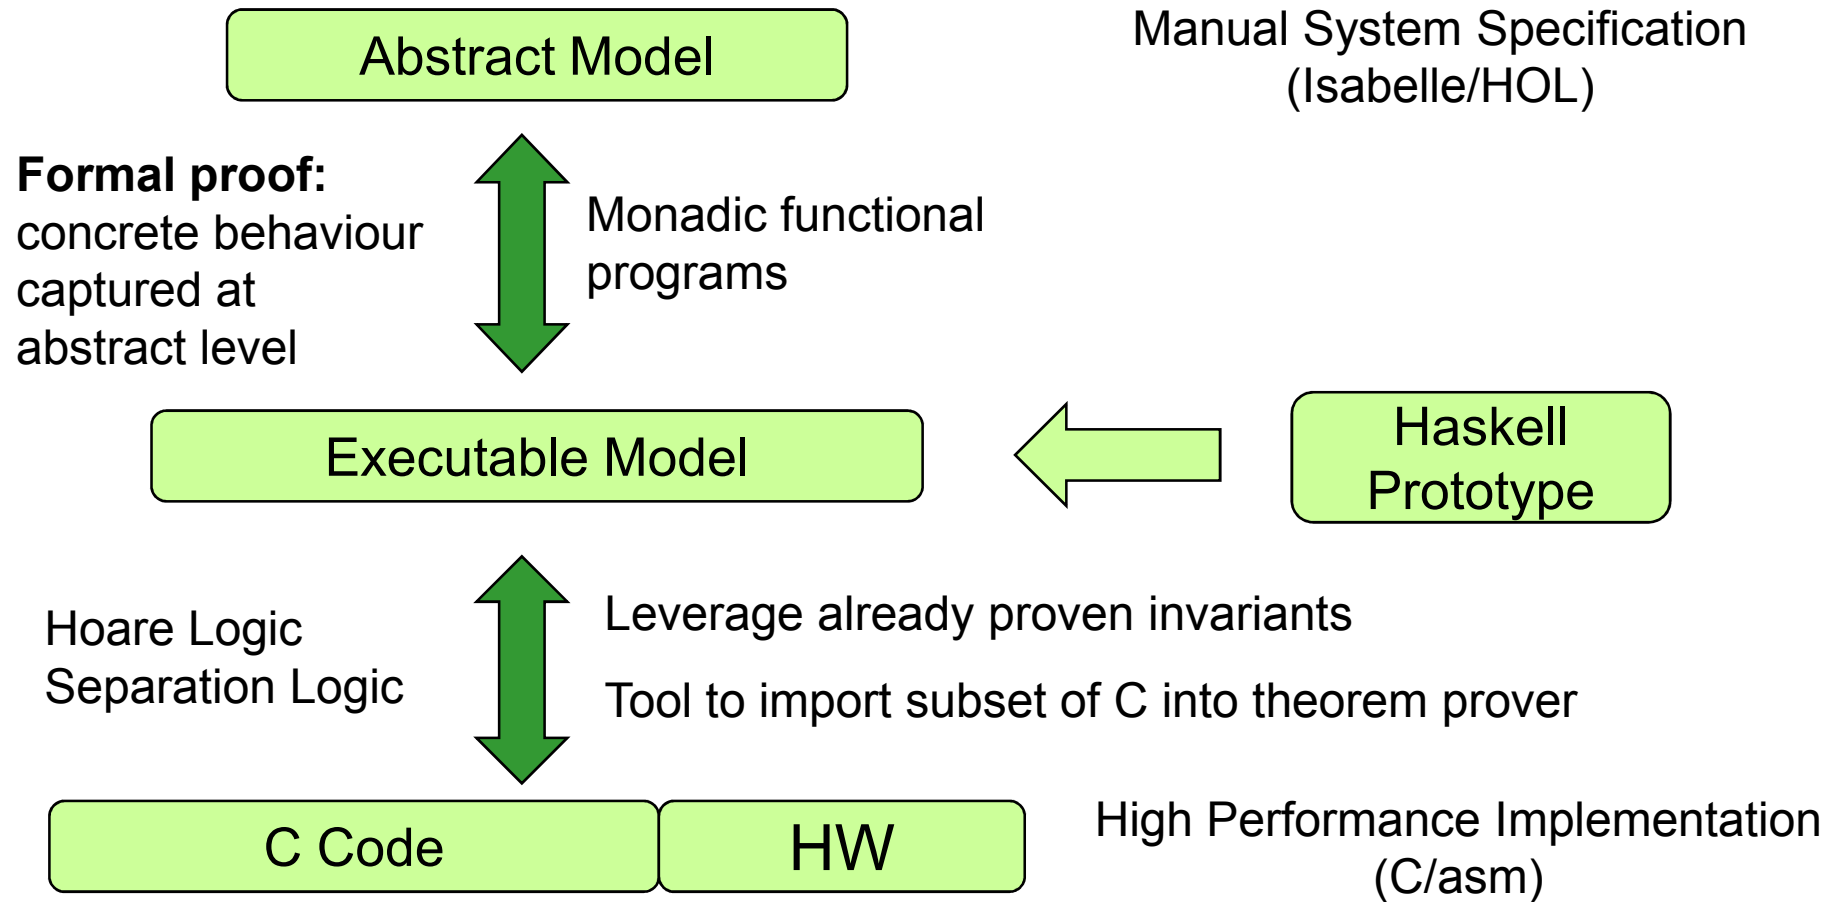 Abstract Model
Manual System Specification
(Isabelle/HOL)
Formal proof:
concrete behaviour
captured at
abstract level
Monadic functional
programs
Executable Model
Haskell
Prototype
Hoare Logic
Separation Logic
Leverage already proven invariants
Tool to import subset of C into theorem prover
C Code
HW
High Performance Implementation
(C/asm)